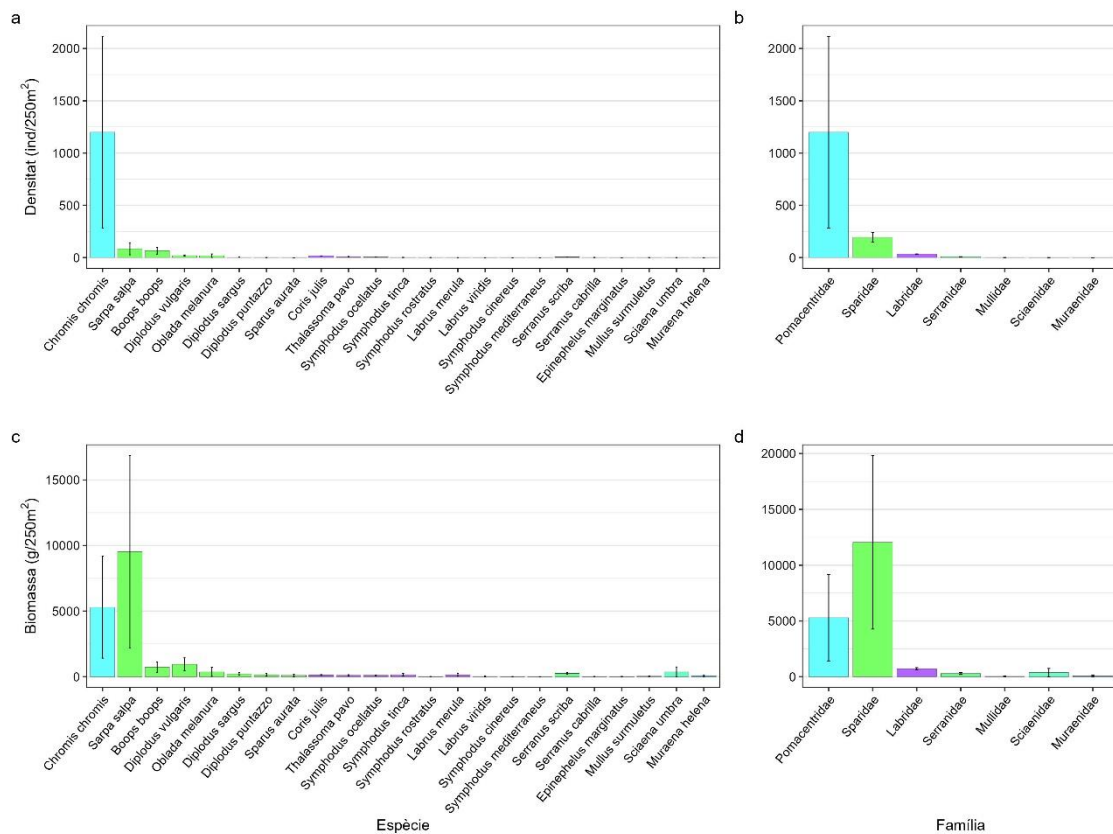 a
Densitat (ind/250m²)
2000
1500
1000
500
0
Chromis chromis
Sarpa salpa
Boops boops
Diplodus vulgaris
Oblada melanura
Diplodus sargus
Diplodus puntazzo
Sparus aurata
Coris julis
Thalassoma pavo
Symphodus ocellatus
Symphodus tinca
Symphodus rostratus
Labrus merula
Labrus viridis
Symphodus cinereus
Symphodus mediterraneus
Serranus scriba
Serranus cabrilla
Epinephelus marginatus
Mullus surmuletus
Sciaena umbra
Muraena helena
b
2000
1500
1000
500
0
Pomacentridae
Sparidae
Labridae
Serranidae
Mullidae
Sciaenidae
Muraenidae
c
Biomassa (g/250m²)
15000
10000
5000
0
Chromis chromis
Sarpa salpa
Boops boops
Diplodus vulgaris
Oblada melanura
Diplodus sargus
Diplodus puntazzo
Sparus aurata
Coris julis
Thalassoma pavo
Symphodus ocellatus
Symphodus tinca
Symphodus rostratus
Labrus merula
Labrus viridis
Symphodus cinereus
Symphodus mediterraneus
Serranus scriba
Serranus cabrilla
Epinephelus marginatus
Mullus surmuletus
Sciaena umbra
Muraena helena
Espècie
d
20000
15000
10000
5000
0
Pomacentridae
Sparidae
Labridae
Serranidae
Mullidae
Sciaenidae
Muraenidae
Família